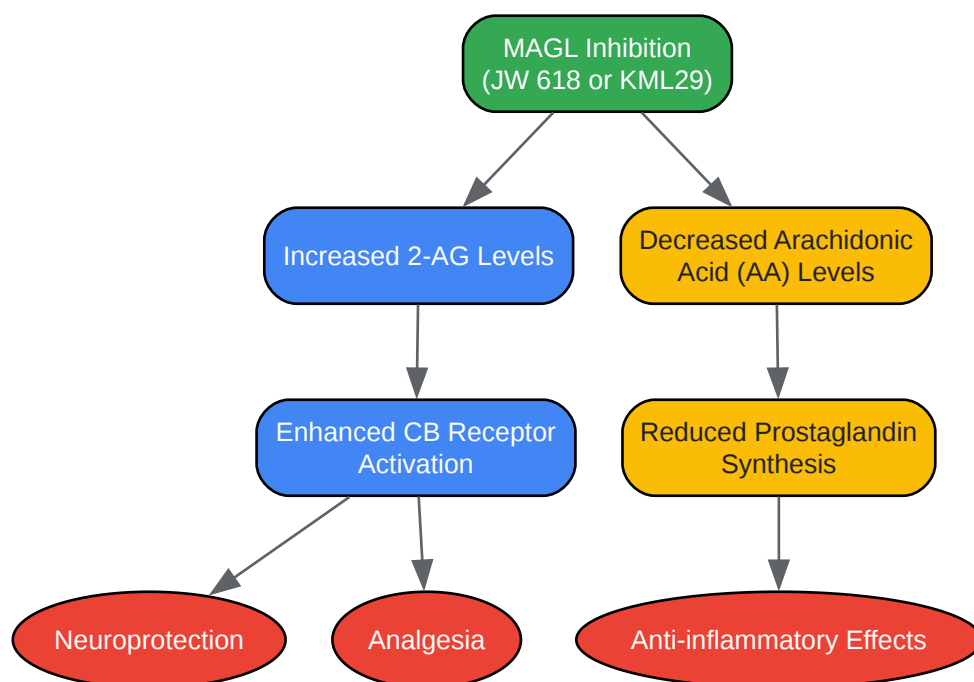 MAGL Inhibition
(JW 618 or KML29)
Increased 2-AG Levels
Decreased Arachidonic
Acid (AA) Levels
Enhanced CB Receptor
Activation
Reduced Prostaglandin
Synthesis
Neuroprotection
Analgesia
Anti-inflammatory Effects